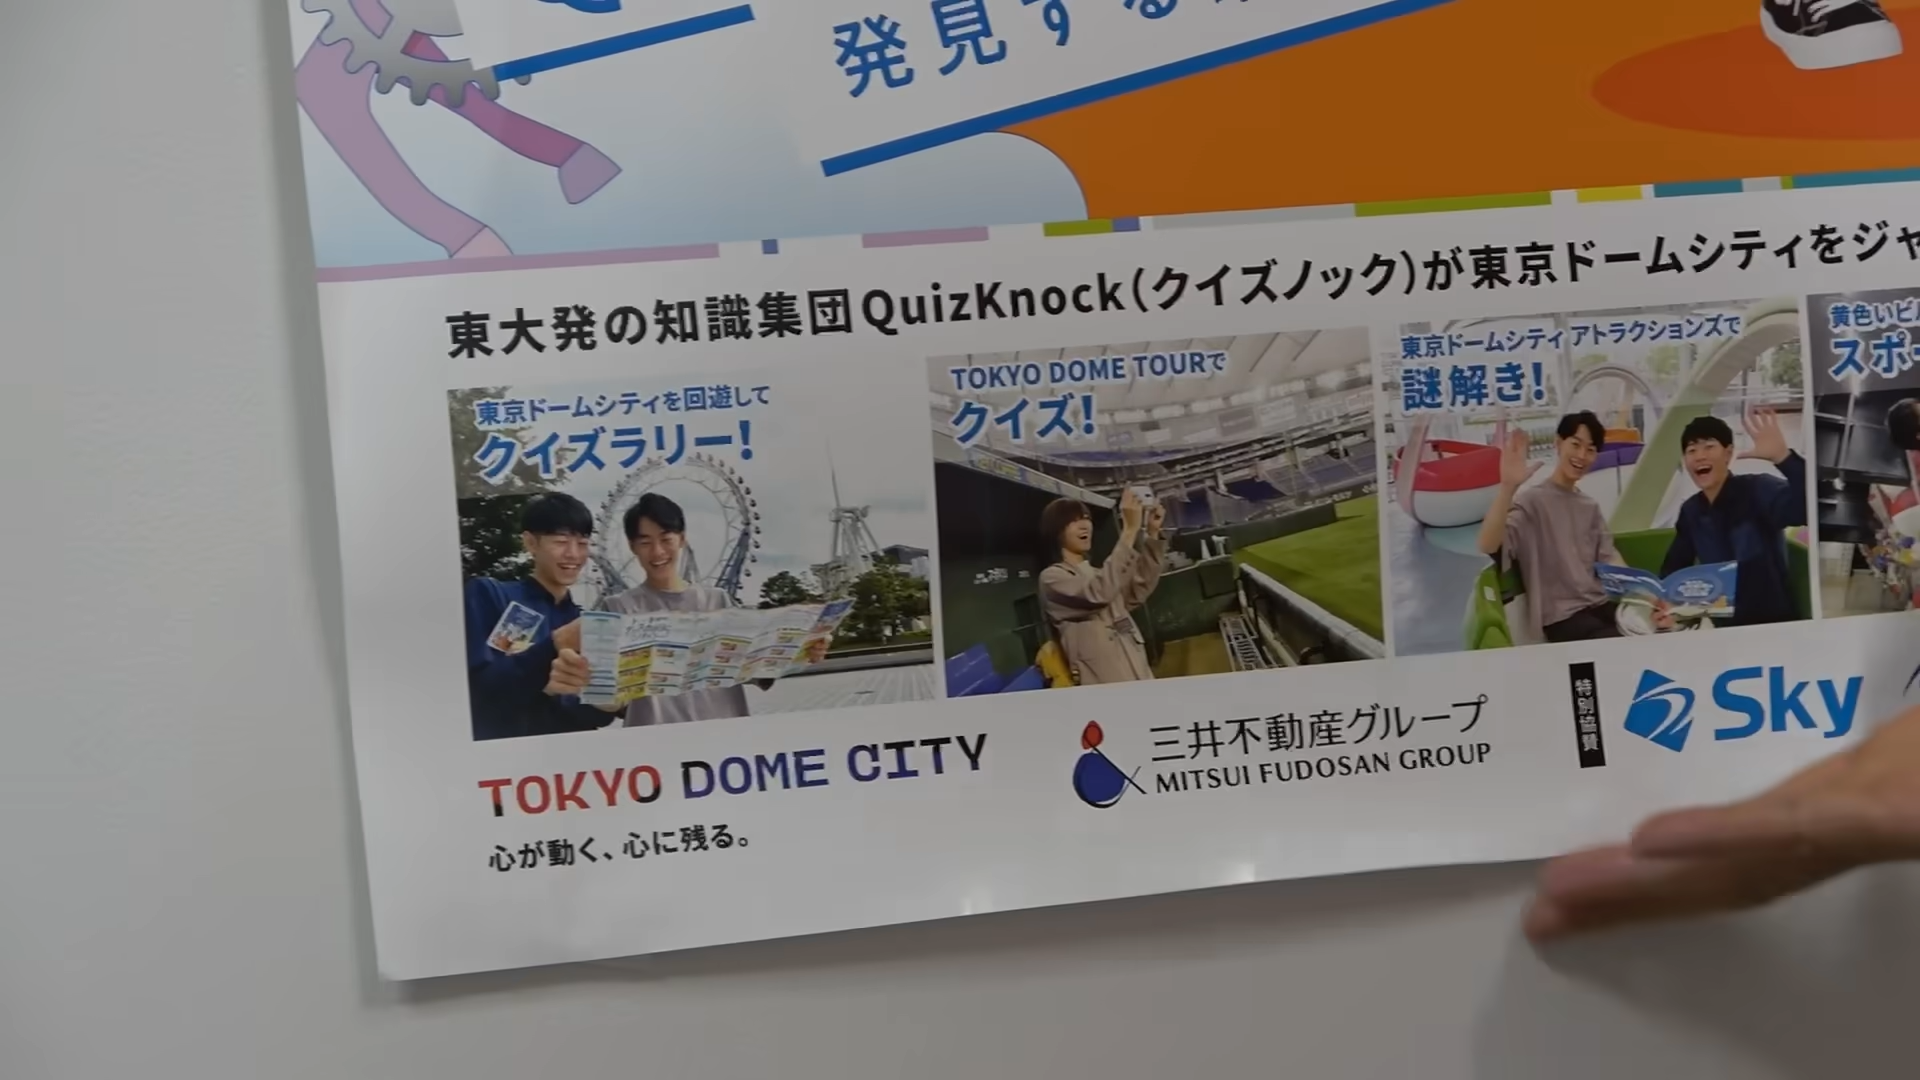 発見する
東大発の知識集団QuizKnock(クイズノック)が東京ドームシティをジャ
東京ドームシティを回遊して
クイズラリー!
TOKYO DOME TOURで
クイズ!
東京ドームシティ アトラクションズで
謎解き!
黄色いビ
スポー
TOKYO DOME CITY
心が動く、心に残る。
三井不動産グループ
MITSUI FUDOSAN GROUP
特別協賛
Sky